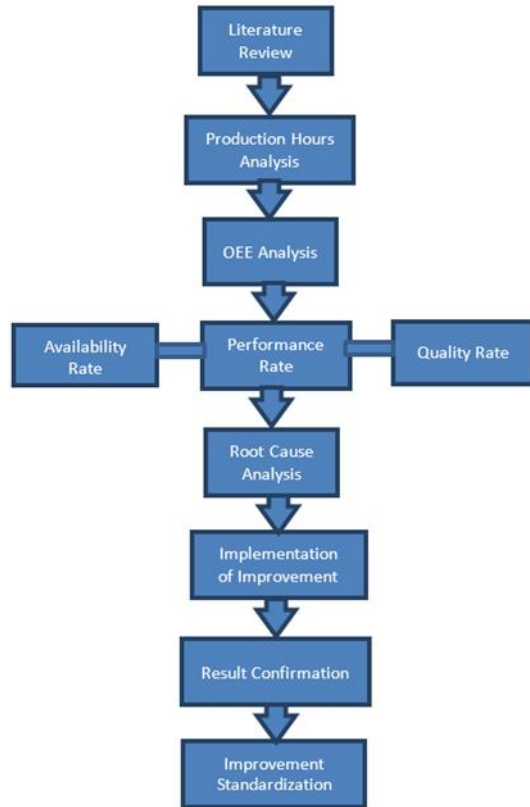 Literature
Review
Production Hours
Analysis
OEE Analysis
Availability
Rate
Performance
Rate
Quality Rate
Root Cause
Analysis
Implementation
of Improvement
Result Confirmation
Improvement
Standardization